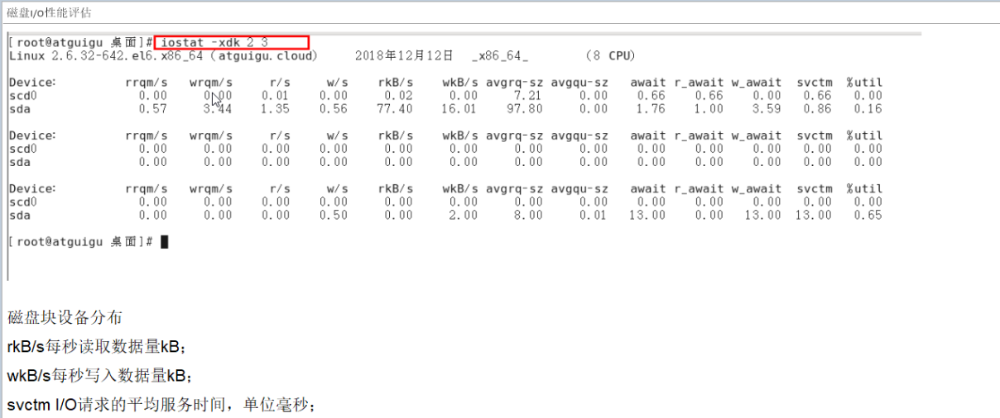 磁盘I/O性能评估
[root@atguigu 桌面]# iostat -xdk 2 3
Linux 2.6.32-642.el6.x86_64 (atguigu.cloud) 2018年12月12日 _x86_64_ (8 CPU)
Device: rrqm/s wrqm/s r/s w/s rkB/s wkB/s avgrq-sz avgqu-sz await r_await w_await svctm %util
scd0 0.00 0.00 0.01 0.00 0.02 0.00 7.21 0.00 0.66 0.66 0.00 0.66 0.00
sda 0.57 3.44 1.35 0.56 77.40 16.01 97.80 0.00 1.76 1.00 3.59 0.86 0.16
Device: rrqm/s wrqm/s r/s w/s rkB/s wkB/s avgrq-sz avgqu-sz await r_await w_await svctm %util
scd0 0.00 0.00 0.00 0.00 0.00 0.00 0.00 0.00 0.00 0.00 0.00 0.00 0.00
sda 0.00 0.00 0.00 0.00 0.00 0.00 0.00 0.00 0.00 0.00 0.00 0.00 0.00
Device: rrqm/s wrqm/s r/s w/s rkB/s wkB/s avgrq-sz avgqu-sz await r_await w_await svctm %util
scd0 0.00 0.00 0.00 0.00 0.00 0.00 0.00 0.00 0.00 0.00 0.00 0.00 0.00
sda 0.00 0.00 0.00 0.50 0.00 2.00 8.00 0.01 13.00 0.00 13.00 13.00 0.65
[root@atguigu 桌面]#
磁盘块设备分布
rkB/s每秒读取数据量kB;
wkB/s每秒写入数据量kB;
svctm I/O请求的平均服务时间，单位毫秒;